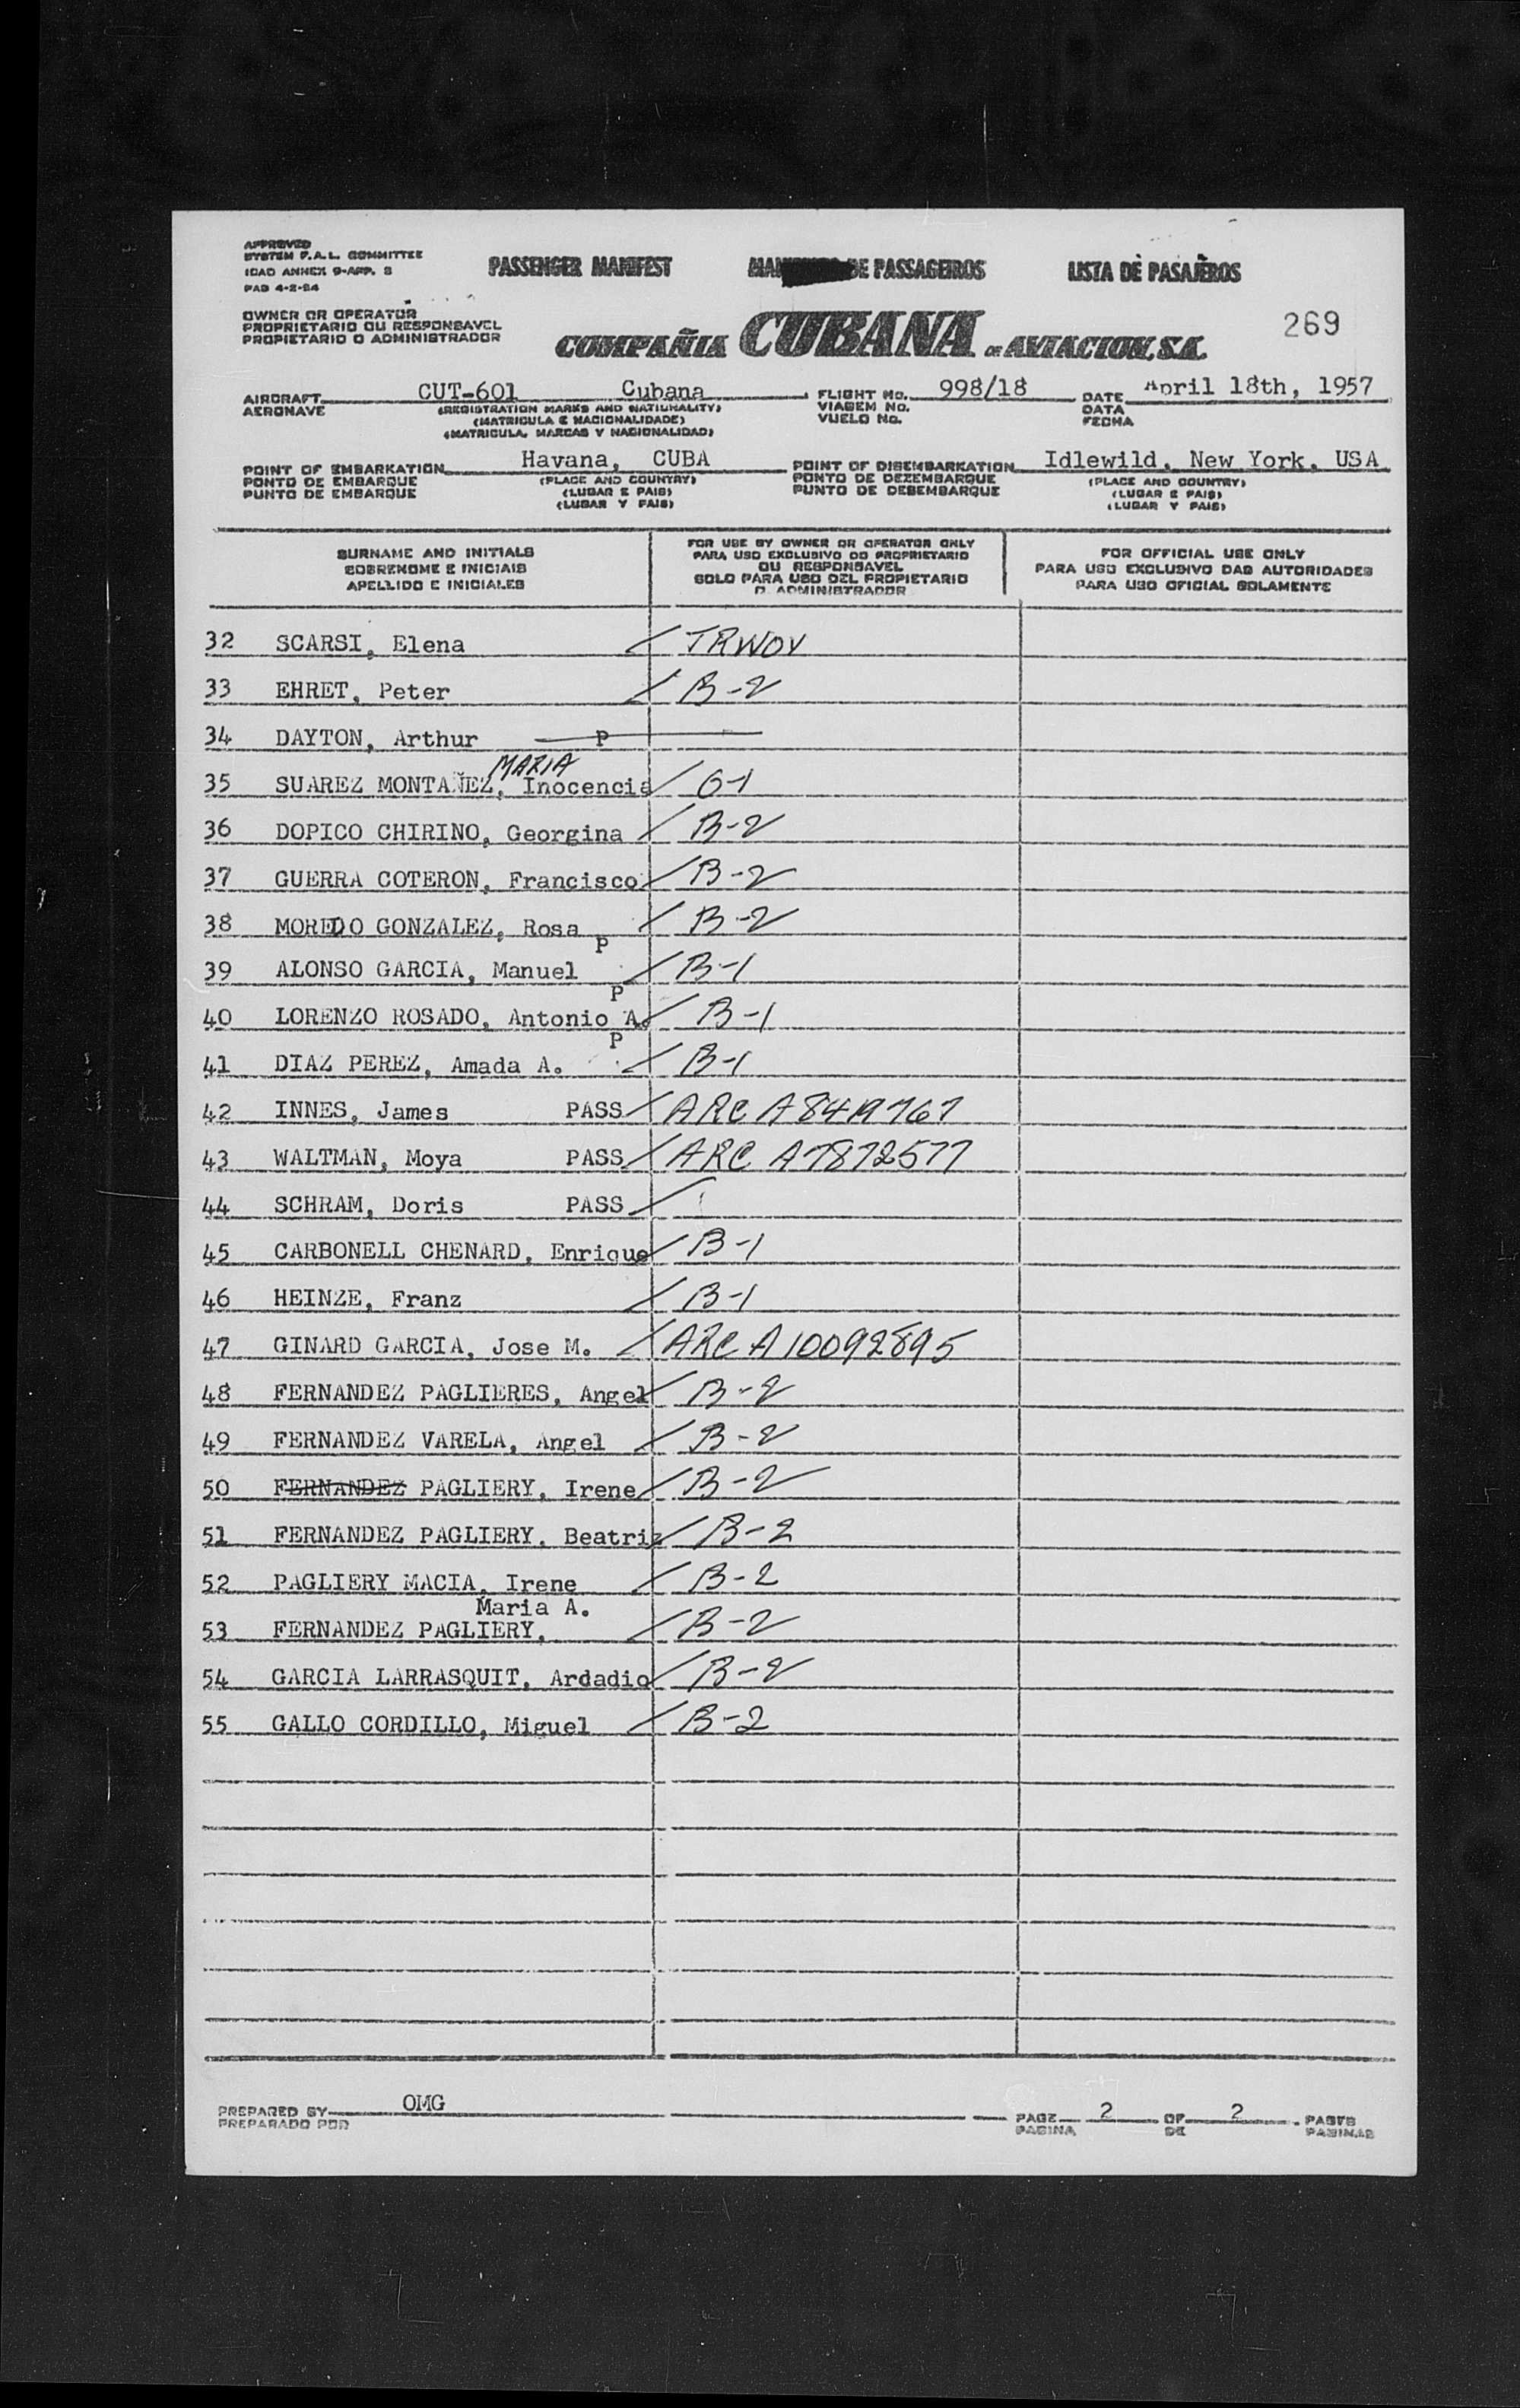 APPROVED
SYSTEM F.A.L. COMMITTEE
ICAO ANNEX 9-APP. 3
PAB 4-2-54
PASSENGER MANIFEST DE PASSAGEIROS LISTA DE PASAJEROS
OWNER OR OPERATOR
PROPRIETARIO OU RESPONSAVEL
PROPIETARIO O ADMINISTRADOR
COMPAÑIA CUBANA DE AVIACION, S.A.
269
AIRCRAFT CUT-601 Cubana FLIGHT No. 998/18 DATE April 18th, 1957
AERONAVE (REGISTRATION MARKS AND NATIONALITY) VIAGEM No. DATA
(MATRICULA E NACIONALIDADE) VUELO No. FECHA
(MATRICULA, MARCAS Y NACIONALIDAD)
POINT OF EMBARKATION Havana, CUBA POINT OF DISEMBARKATION Idlewild, New York, USA
PONTO DE EMBARQUE (PLACE AND COUNTRY) PONTO DE DEZEMBARQUE (PLACE AND COUNTRY)
PUNTO DE EMBARQUE (LUGAR E PAIS) PUNTO DE DESEMBARQUE (LUGAR E PAIS)
(LUGAR Y PAIS) (LUGAR Y PAIS)
SURNAME AND INITIALS
SOBRENOME E INICIAIS
APELLIDO E INICIALES
FOR USE BY OWNER OR OPERATOR ONLY
PARA USO EXCLUSIVO DO PROPRIETARIO
OU RESPONSAVEL
SOLO PARA USO DEL PROPIETARIO
O ADMINISTRADOR
FOR OFFICIAL USE ONLY
PARA USO EXCLUSIVO DAS AUTORIDADES
PARA USO OFICIAL SOLAMENTE
32 SCARSI, Elena TRWOV
33 EHRET, Peter B-2
34 DAYTON, Arthur P
MARIA
35 SUAREZ MONTAÑEZ, Inocencia G-1
36 DOPICO CHIRINO, Georgina B-2
37 GUERRA COTERON, Francisco B-2
38 MOREDO GONZALEZ, Rosa B-2
P
39 ALONSO GARCIA, Manuel B-1
P
40 LORENZO ROSADO, Antonio A. B-1
P
41 DIAZ PEREZ, Amada A. B-1
42 INNES, James PASS ARC
43 WALTMAN, Moya PASS ARC A7872577
44 SCHRAM, Doris PASS
45 CARBONELL CHENARD, Enrique B-1
46 HEINZE, Franz B-1
47 GINARD GARCIA, Jose M. ARC A10092895
48 FERNANDEZ PAGLIERES, Angel B-2
49 FERNANDEZ VARELA, Angel B-2
50 FERNANDEZ PAGLIERY, Irene B-2
51 FERNANDEZ PAGLIERY, Beatriz B-2
52 PAGLIERY MACIA, Irene B-2
Maria A.
53 FERNANDEZ PAGLIERY, B-2
54 GARCIA LARRASQUIT, Ardadio B-2
55 GALLO CORDILLO, Miguel B-2
PREPARED BY OMG PAGE 2 OF 2 PAGES
PREPARADO POR PAGINA DE PAGINAS